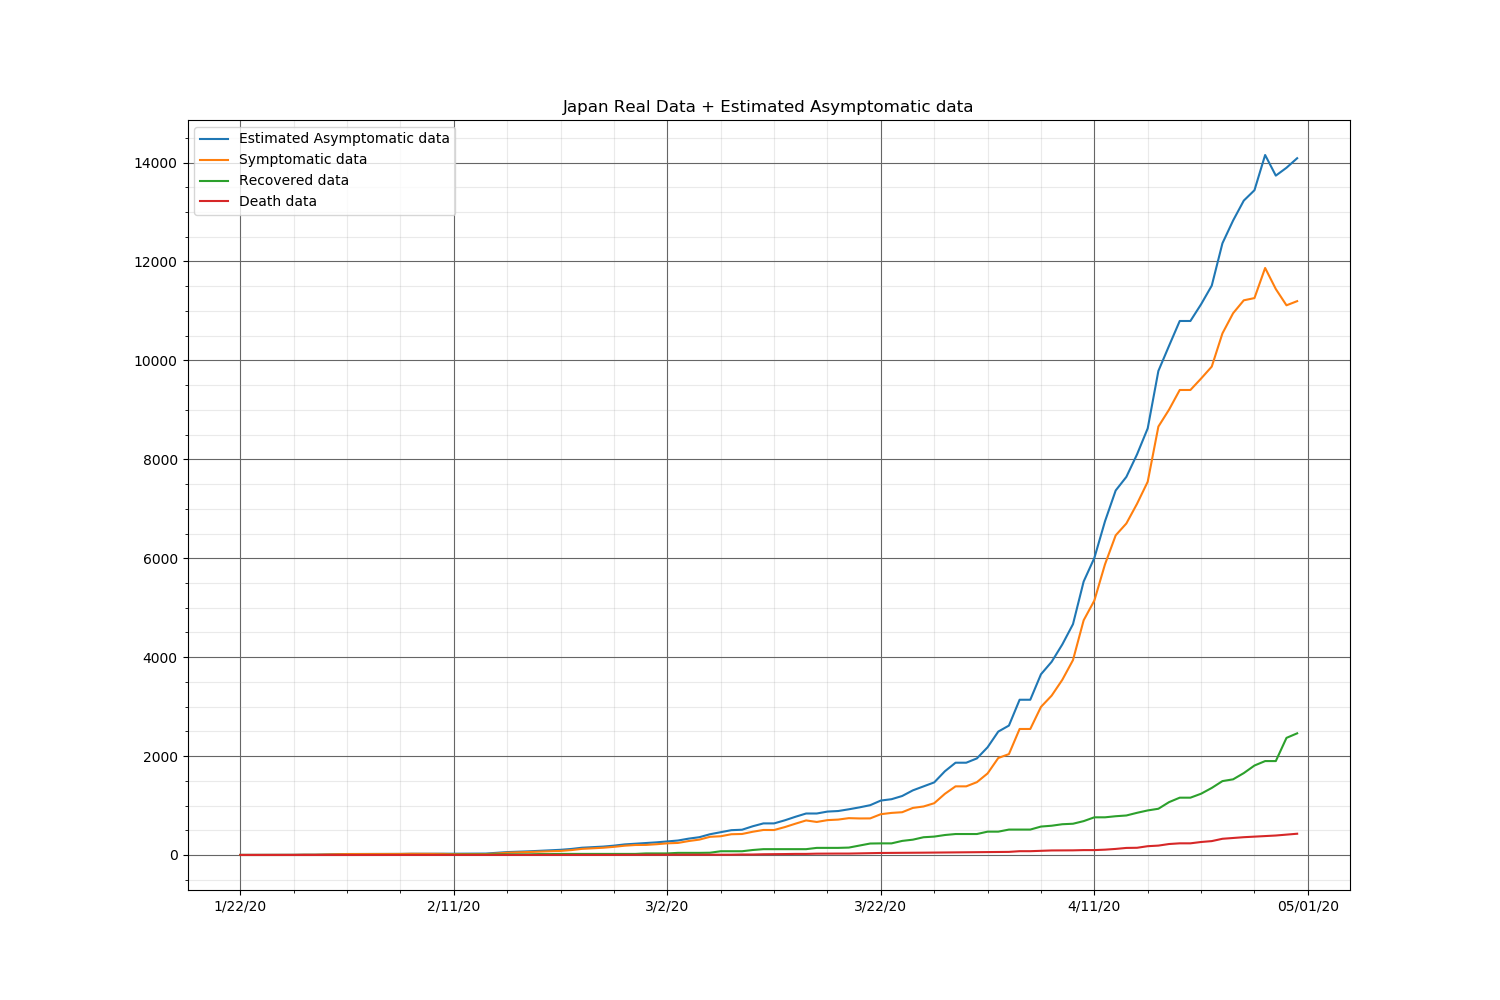 Japan Real Data + Estimated Asymptomatic data
Estimated Asymptomatic data
Symptomatic data
Recovered data
Death data
14000
12000
10000
8000
6000
4000
2000
0
1/22/20
2/11/20
3/2/20
3/22/20
4/11/20
05/01/20